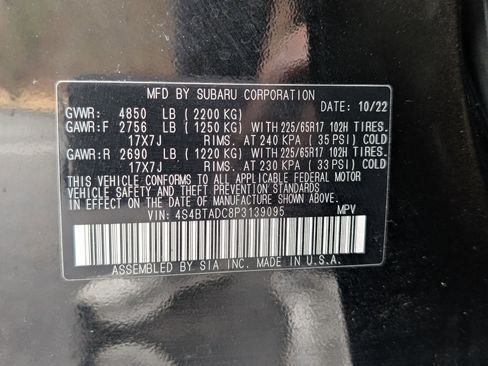 MFD BY SUBARU CORPORATION
GVWR: 4850 LB ( 2200 KG) DATE: 10/22
GAWR:F 2756 LB ( 1250 KG) WITH 225/65R17 102H TIRES.
17X7J RIMS. AT 240 KPA ( 35 PSI) COLD
GAWR:R 2690 LB ( 1220 KG) WITH 225/65R17 102H TIRES.
17X7J RIMS. AT 230 KPA ( 33 PSI) COLD
THIS VEHICLE CONFORMS TO ALL APPLICABLE FEDERAL MOTOR
VEHICLE SAFETY AND THEFT PREVENTION STANDARDS
IN EFFECT ON THE DATE OF MANUFACTURE SHOWN ABOVE.
VIN: 4S4BTADC8P3139095 MPV
ASSEMBLED BY SIA INC. MADE IN U.S.A.